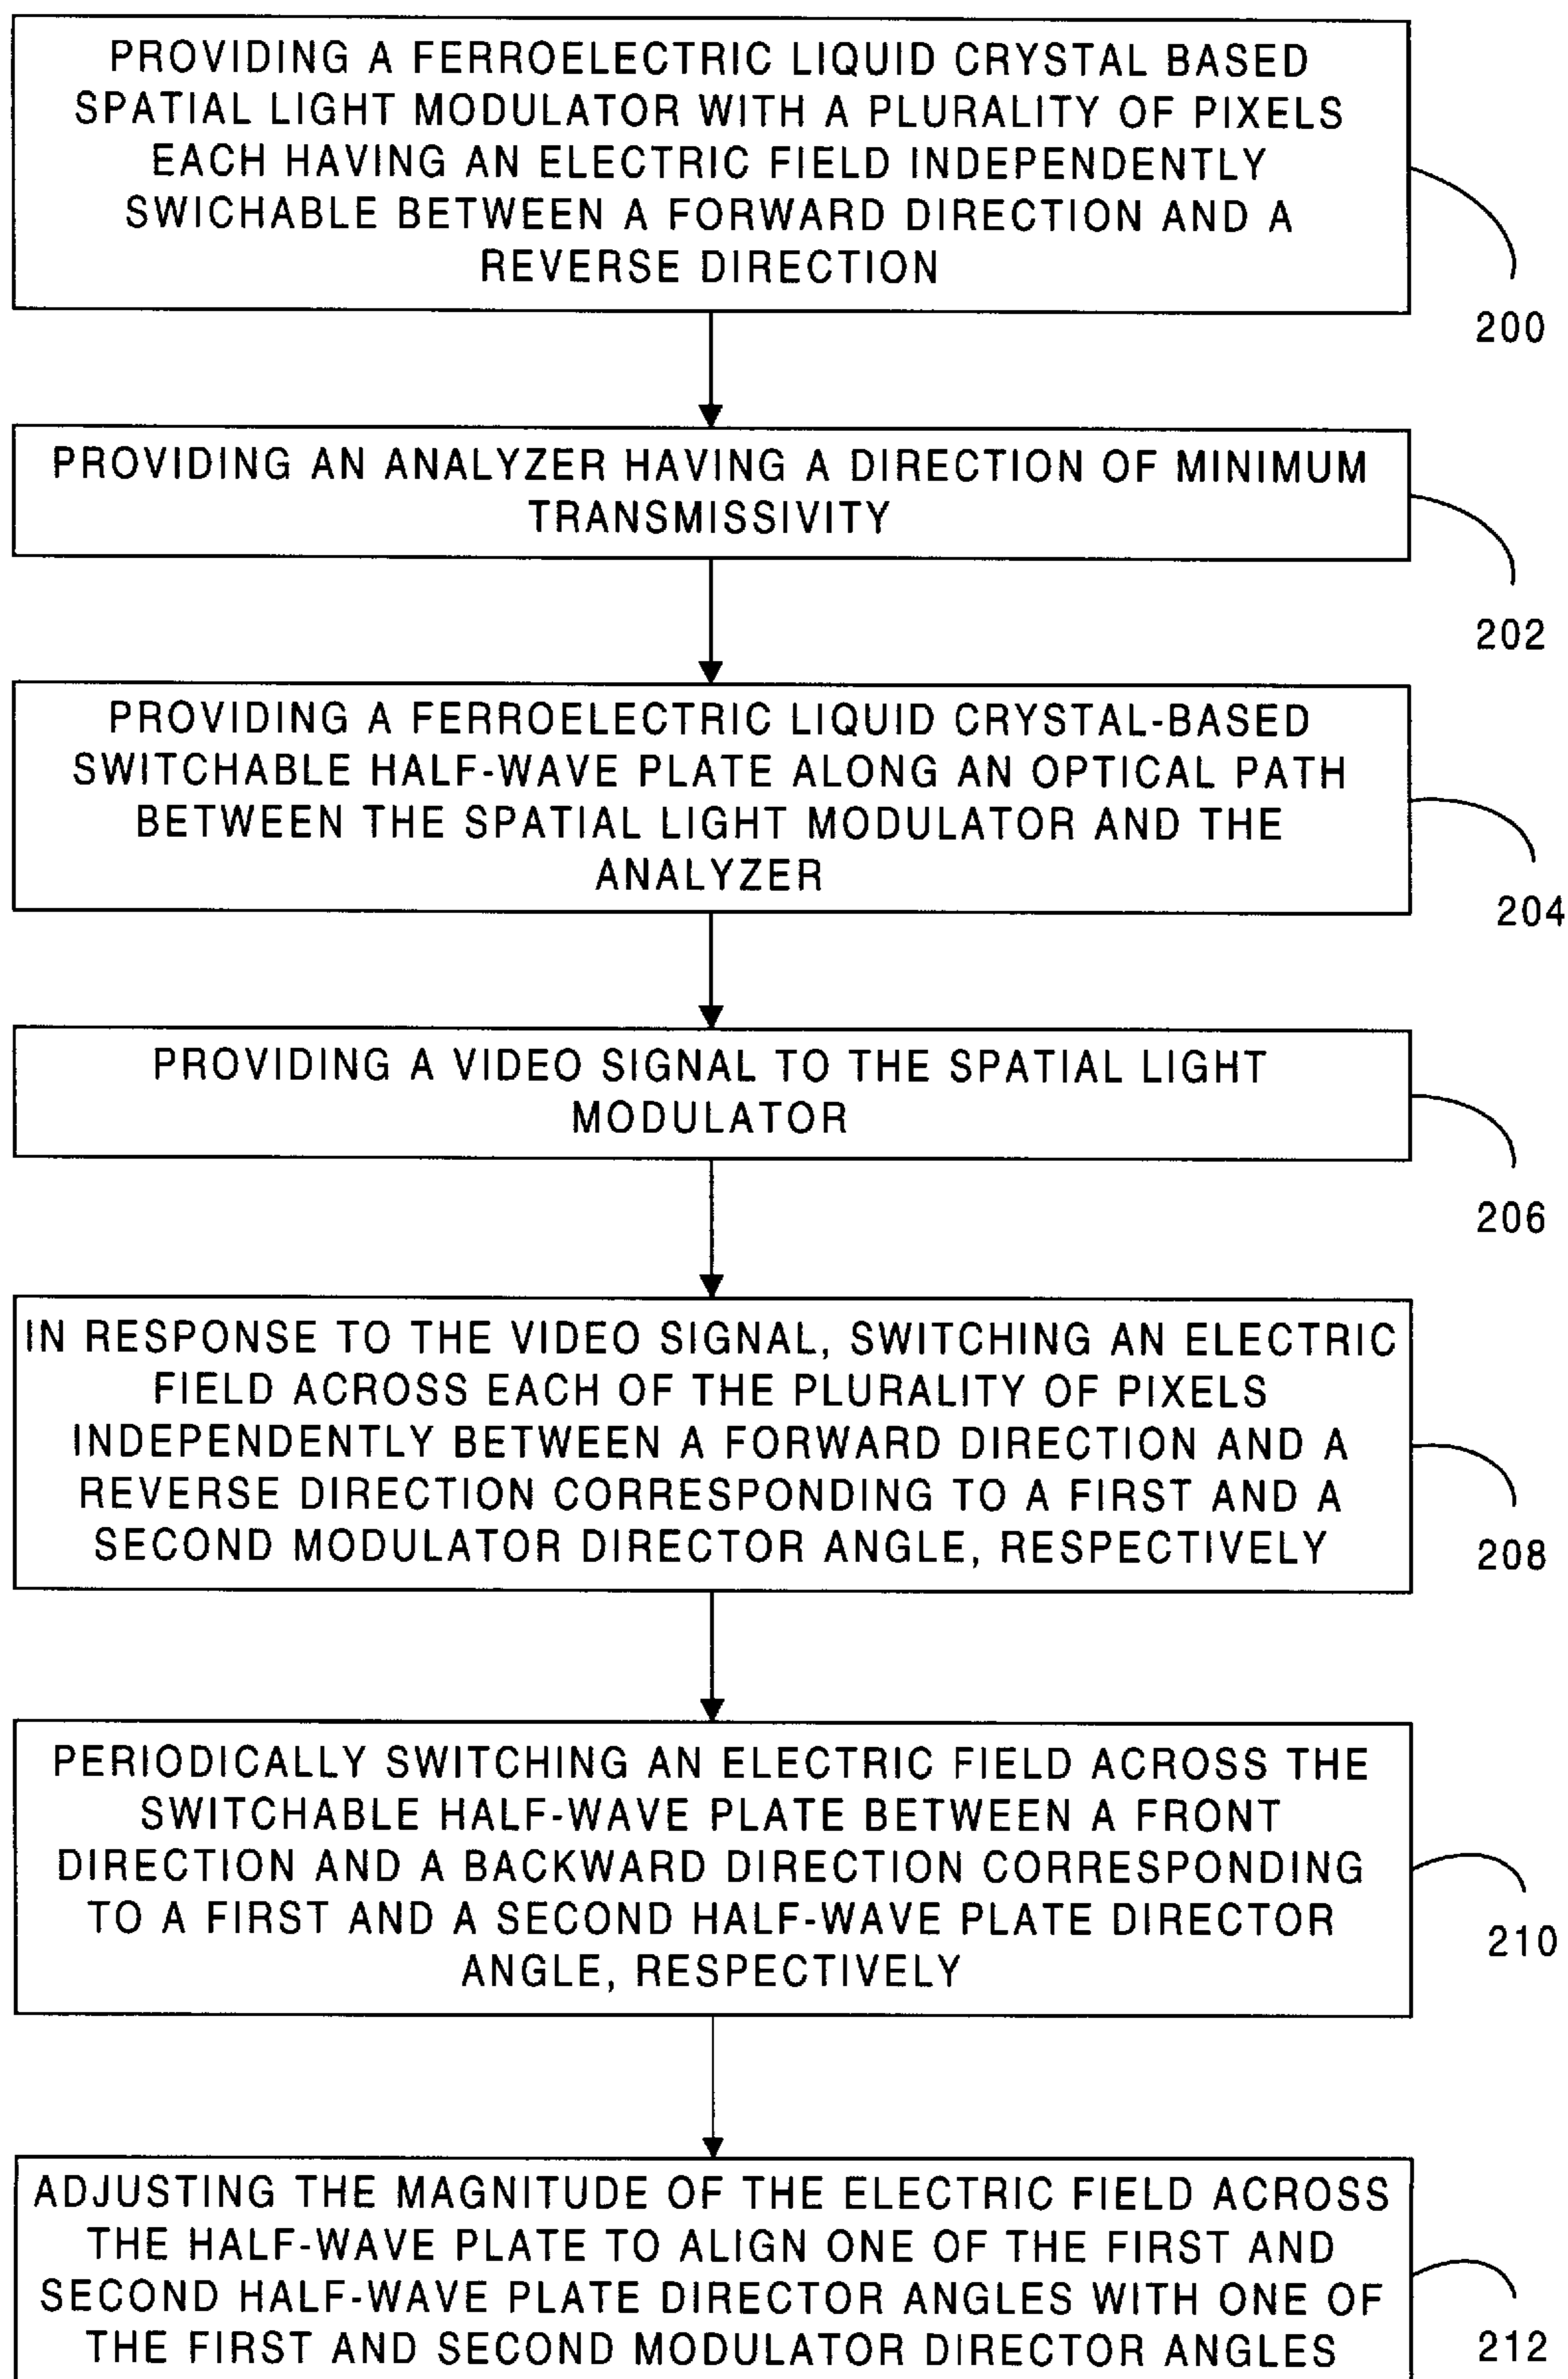 PROVIDING A FERROELECTRIC LIQUID CRYSTAL BASED
SPATIAL LIGHT MODULATOR WITH A PLURALITY OF PIXELS
EACH HAVING AN ELECTRIC FIELD INDEPENDENTLY
SWICHABLE BETWEEN A FORWARD DIRECTION AND A
REVERSE DIRECTION
200
PROVIDING AN ANALYZER HAVING A DIRECTION OF MINIMUM
TRANSMISSIVITY
202
PROVIDING A FERROELECTRIC LIQUID CRYSTAL-BASED
SWITCHABLE HALF-WAVE PLATE ALONG AN OPTICAL PATH
BETWEEN THE SPATIAL LIGHT MODULATOR AND THE
ANALYZER
204
PROVIDING A VIDEO SIGNAL TO THE SPATIAL LIGHT
MODULATOR
206
IN RESPONSE TO THE VIDEO SIGNAL, SWITCHING AN ELECTRIC
FIELD ACROSS EACH OF THE PLURALITY OF PIXELS
INDEPENDENTLY BETWEEN A FORWARD DIRECTION AND A
REVERSE DIRECTION CORRESPONDING TO A FIRST AND A
SECOND MODULATOR DIRECTOR ANGLE, RESPECTIVELY
208
PERIODICALLY SWITCHING AN ELECTRIC FIELD ACROSS THE
SWITCHABLE HALF-WAVE PLATE BETWEEN A FRONT
DIRECTION AND A BACKWARD DIRECTION CORRESPONDING
TO A FIRST AND A SECOND HALF-WAVE PLATE DIRECTOR
ANGLE, RESPECTIVELY
210
ADJUSTING THE MAGNITUDE OF THE ELECTRIC FIELD ACROSS
THE HALF-WAVE PLATE TO ALIGN ONE OF THE FIRST AND
SECOND HALF-WAVE PLATE DIRECTOR ANGLES WITH ONE OF
THE FIRST AND SECOND MODULATOR DIRECTOR ANGLES
212